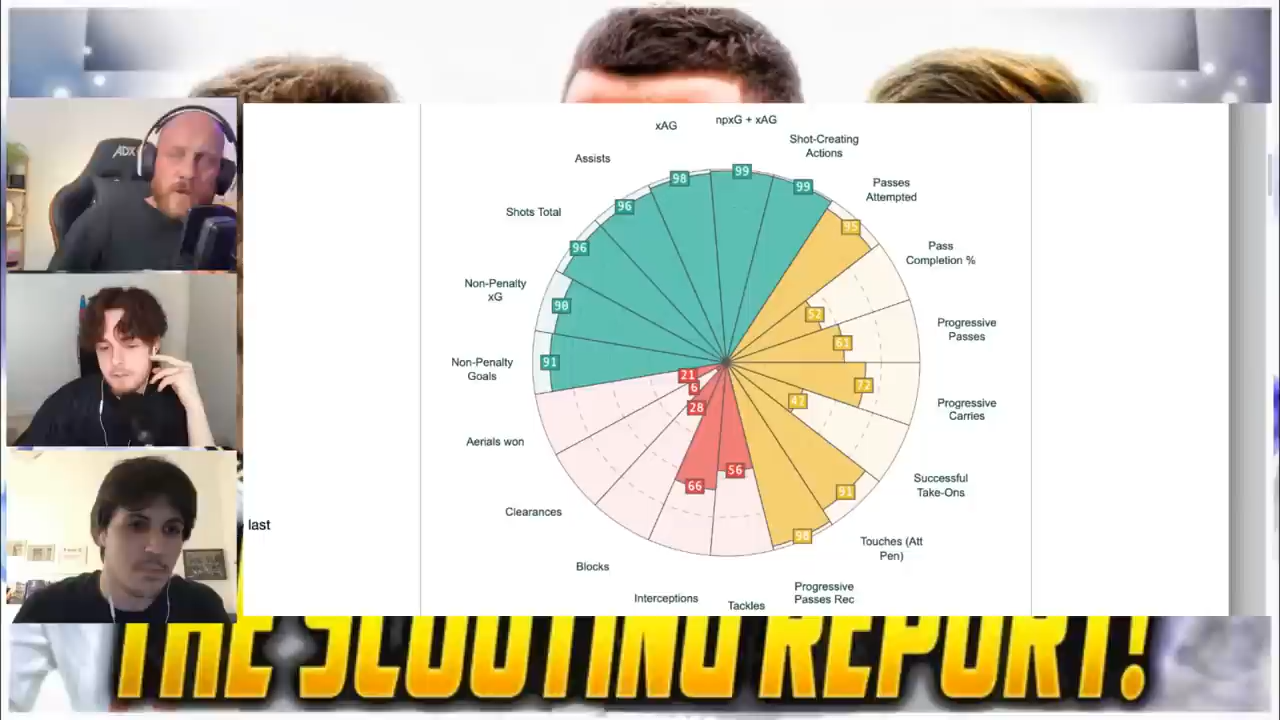 xAG
npxG + xAG
Shot-Creating
Actions
Assists
Passes
Attempted
Shots Total
Pass
Completion %
Non-Penalty
xG
Progressive
Passes
Non-Penalty
Goals
Progressive
Carries
Aerials won
Successful
Take-Ons
Clearances
Touches (Att
Pen)
Blocks
Progressive
Passes Rec
Interceptions
Tackles
98
99
99
96
95
96
90
52
61
91
72
21
6
42
28
56
66
91
98
ADX
last
THE SCOUTING REPORT!